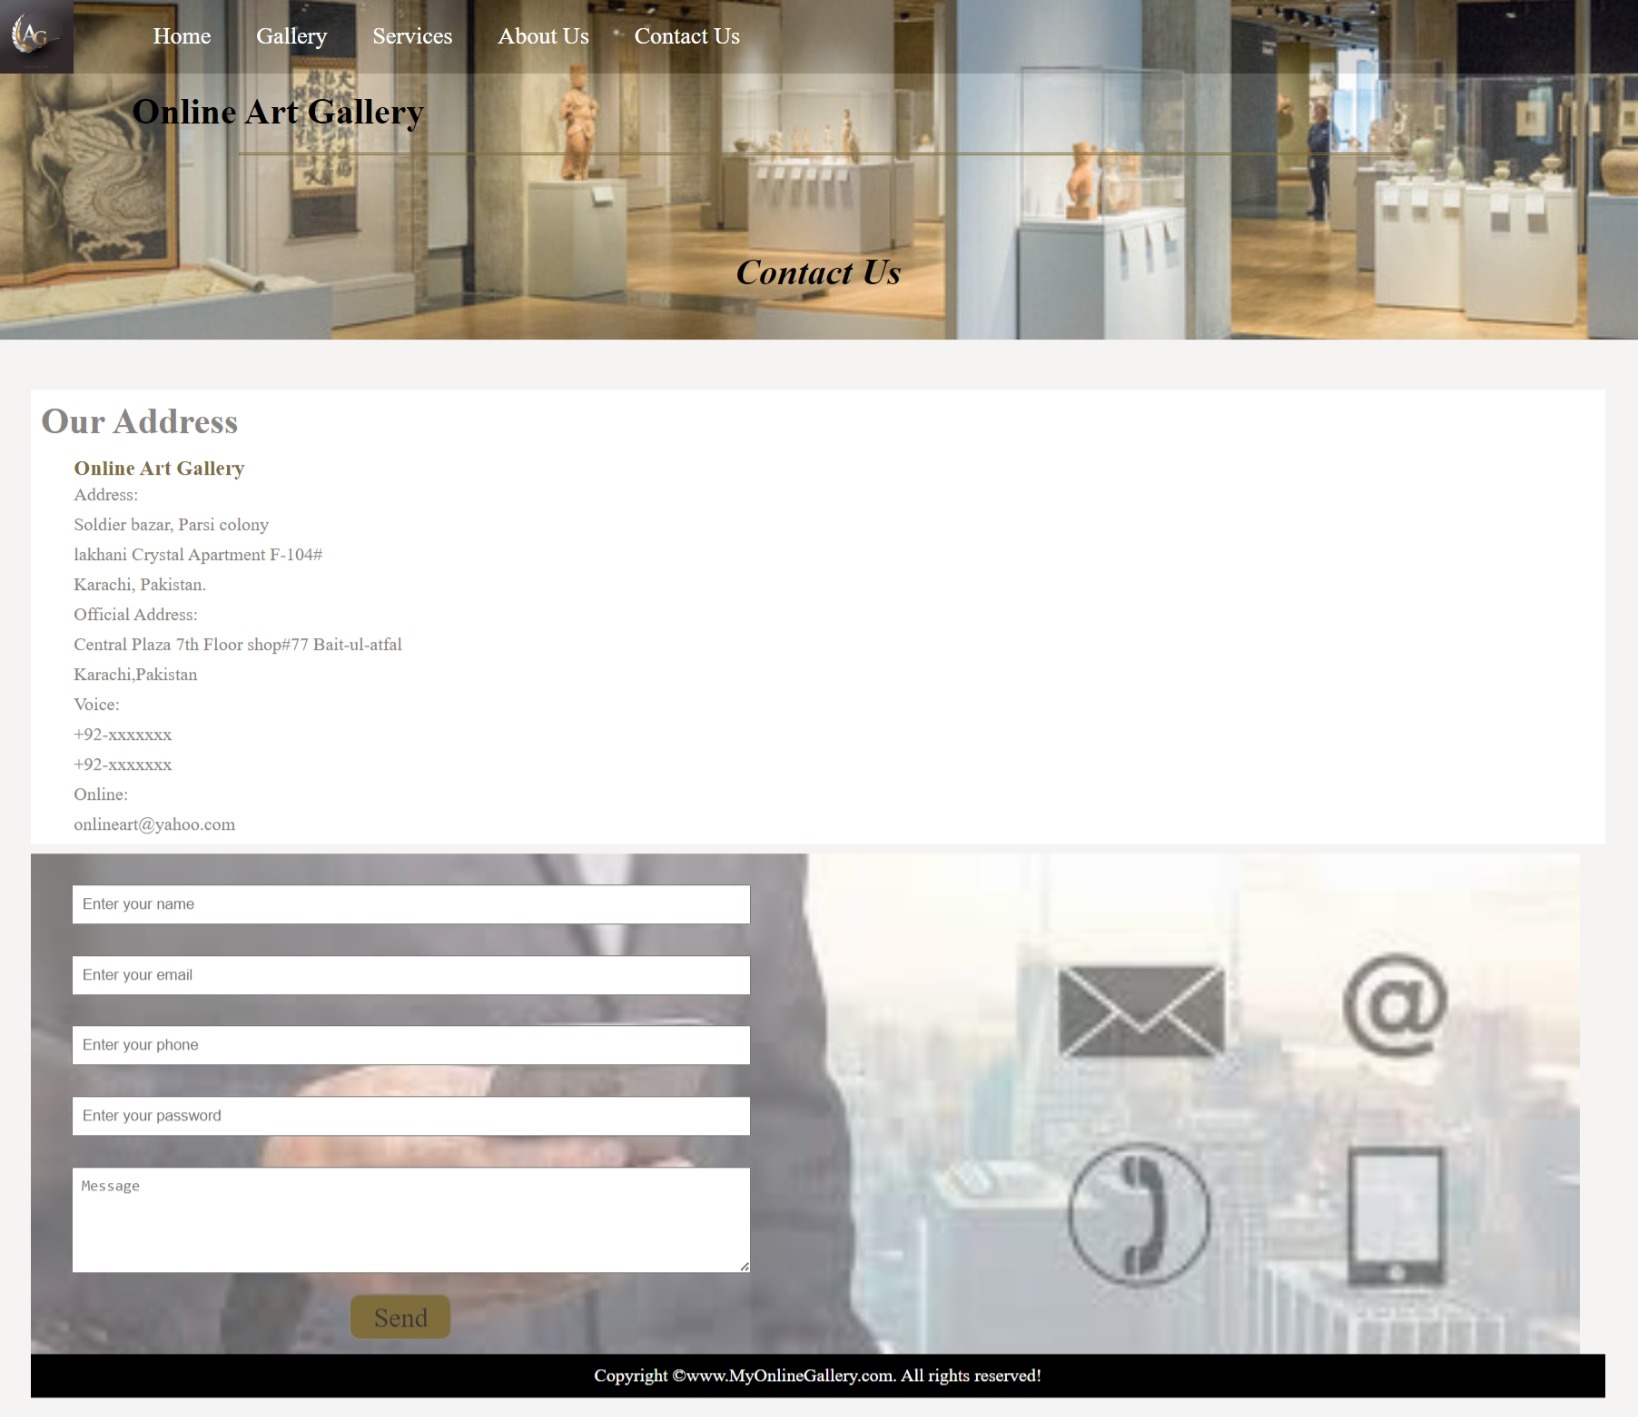 AG
Home Gallery Services About Us Contact Us
Online Art Gallery
Contact Us
Our Address
Online Art Gallery
Address:
Soldier bazar, Parsi colony
lakhani Crystal Apartment F-104#
Karachi, Pakistan.
Official Address:
Central Plaza 7th Floor shop#77 Bait-ul-atfal
Karachi,Pakistan
Voice:
+92-xxxxxxx
+92-xxxxxxx
Online:
onlineart@yahoo.com
Enter your name
Enter your email
Enter your phone
Enter your password
Message
Send
Copyright ©www.MyOnlineGallery.com. All rights reserved!